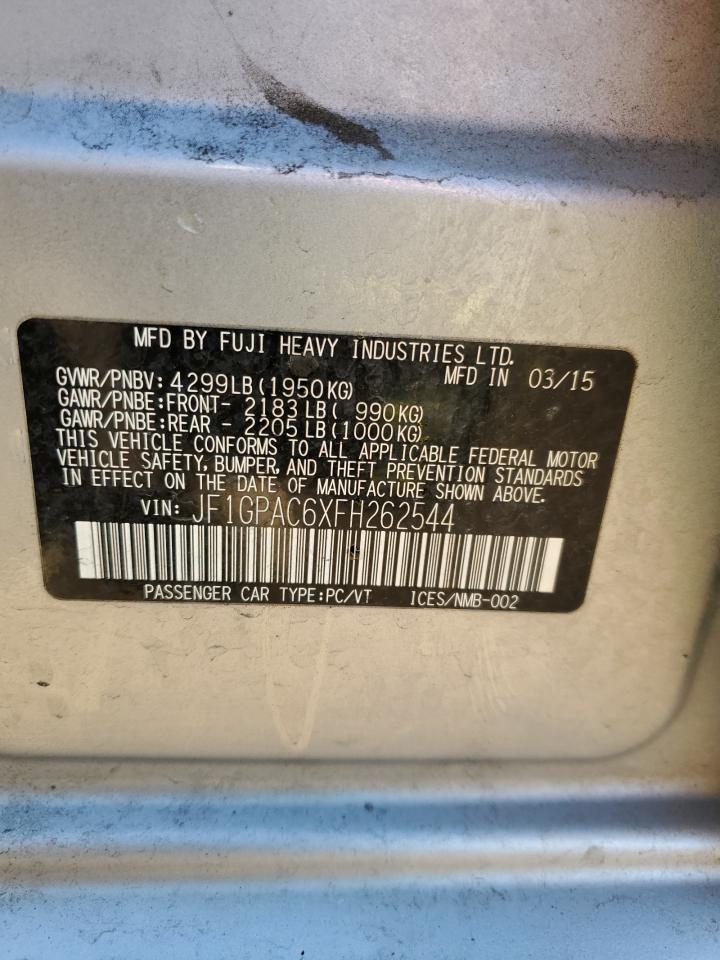 MFD BY FUJI HEAVY INDUSTRIES LTD.
GVWR/PNBV: 4299LB(1950KG) MFD IN 03/15
GAWR/PNBE:FRONT- 2183LB( 990KG)
GAWR/PNBE:REAR - 2205LB(1000KG)
THIS VEHICLE CONFORMS TO ALL APPLICABLE FEDERAL MOTOR
VEHICLE SAFETY, BUMPER, AND THEFT PREVENTION STANDARDS
IN EFFECT ON THE DATE OF MANUFACTURE SHOWN ABOVE.
VIN: JF1GPAC6XFH262544
PASSENGER CAR TYPE:PC/VT ICES/NMB-002